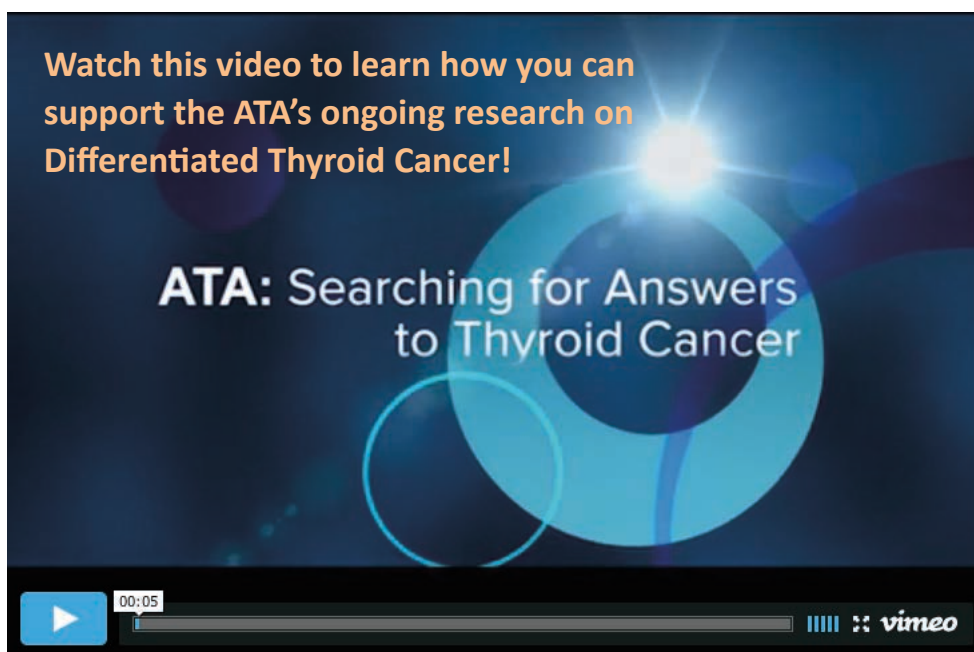 Watch this video to learn how you can
support the ATA’s ongoing research on
Differentiated Thyroid Cancer!
ATA: Searching for Answers
to Thyroid Cancer
00:05
vimeo